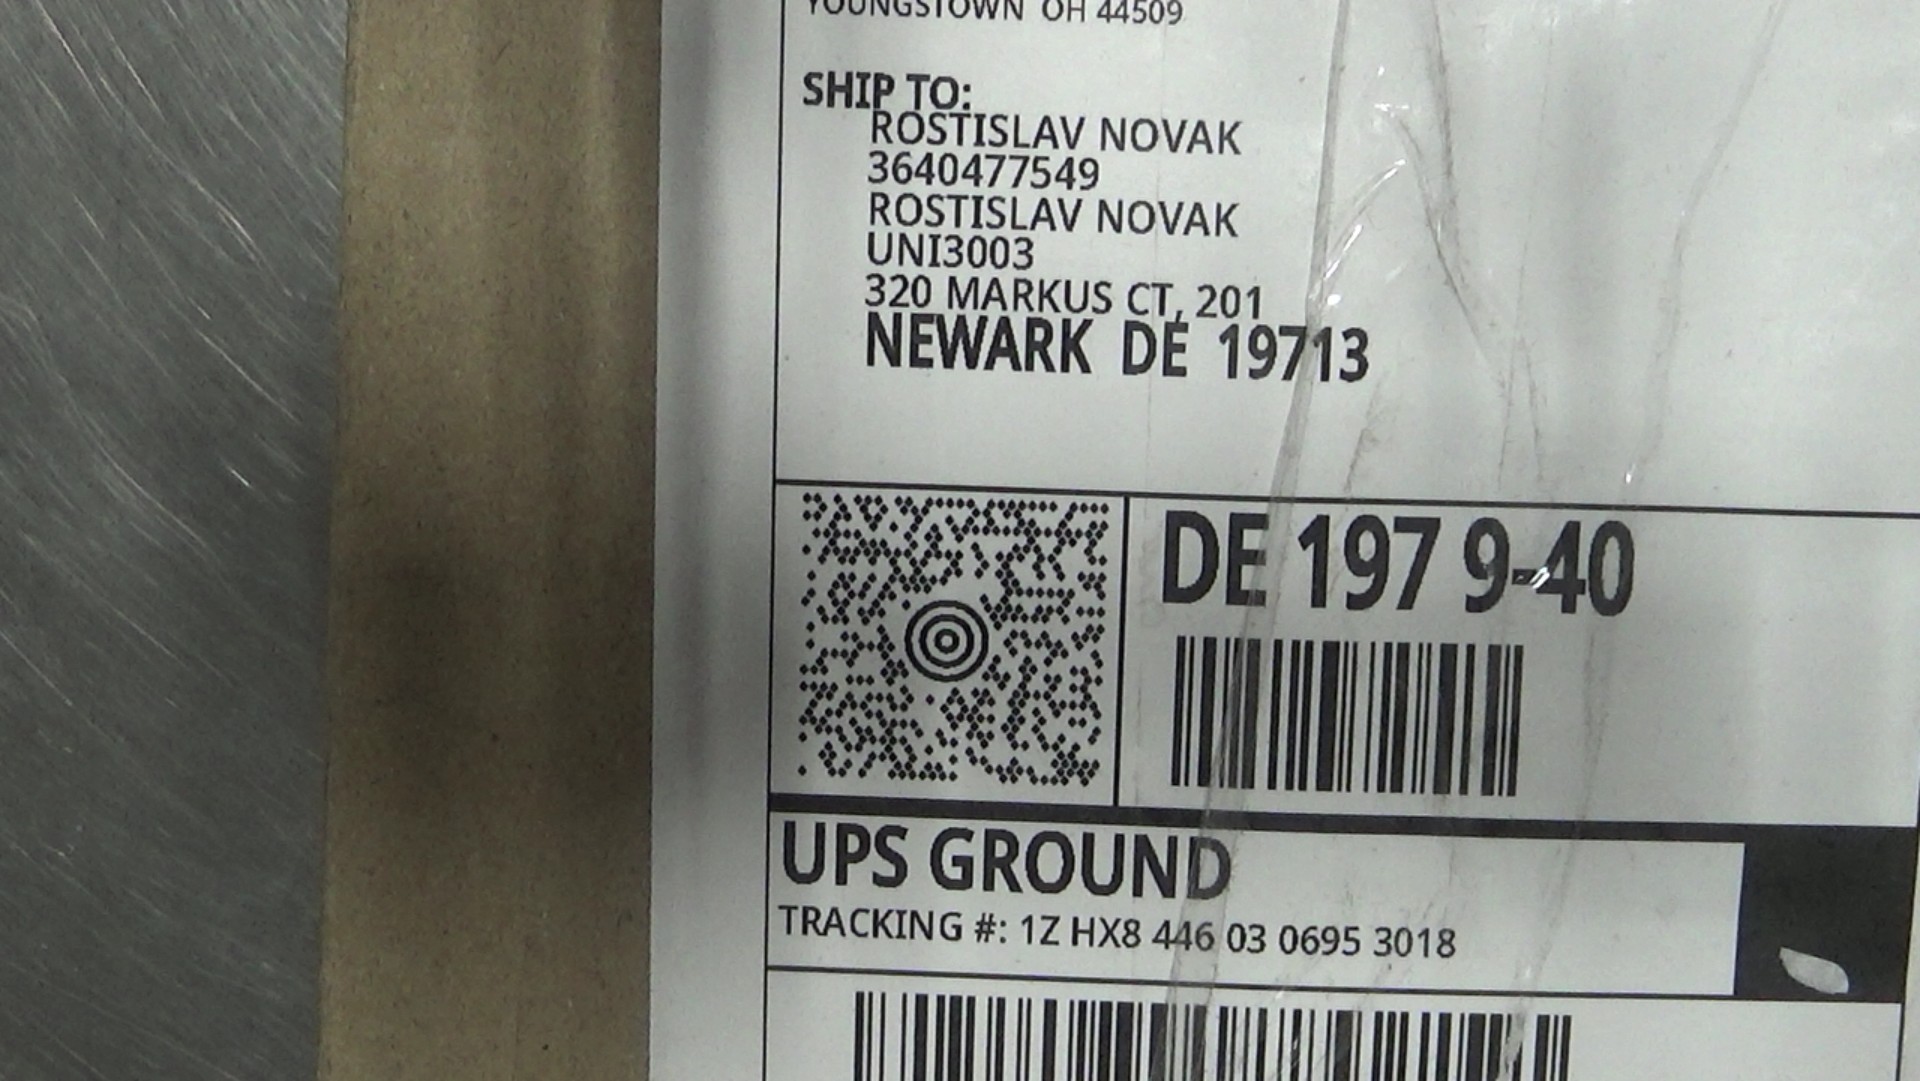 YOUNGSTOWN OH 44509
SHIP TO:
ROSTISLAV NOVAK
3640477549
ROSTISLAV NOVAK
UNI3003
320 MARKUS CT, 201
NEWARK DE 19713
DE 197 9-40
UPS GROUND
TRACKING #: 1Z HX8 446 03 0695 3018